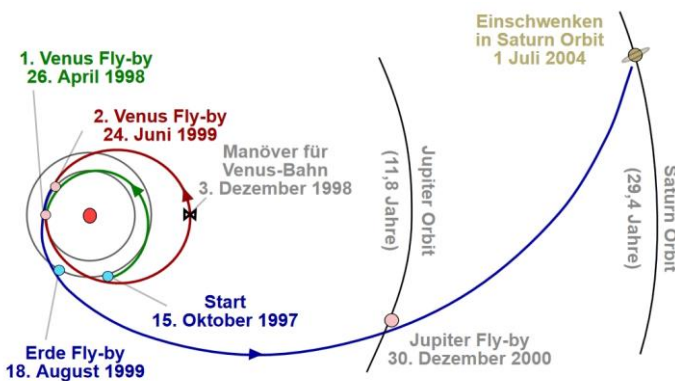 1. Venus Fly-by
26. April 1998
2. Venus Fly-by
24. Juni 1999
Manöver für
Venus-Bahn
3. Dezember 1998
Einschwenken
in Saturn Orbit
1 Juli 2004
Jupiter Orbit
(11,8 Jahre)
Saturn Orbit
(29,4 Jahre)
Start
15. Oktober 1997
Erde Fly-by
18. August 1999
Jupiter Fly-by
30. Dezember 2000